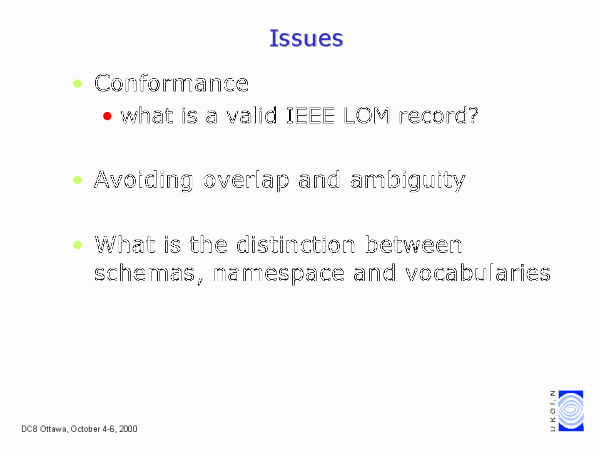 Issues
Conformance
what is a valid IEEE LOM record?
Avoiding overlap and ambiguity
What is the distinction between
schemas, namespace and vocabularies
UKOLN
DC8 Ottawa, October 4-6, 2000